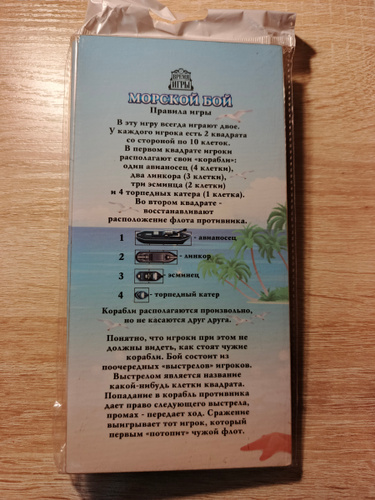 ВРЕМЯ
ИГРЫ
МОРСКОЙ БОЙ
Правила игры
В эту игру всегда играют двое.
У каждого игрока есть 2 квадрата
со стороной по 10 клеток.
В первом квадрате игроки
располагают свои «корабли»:
один авианосец (4 клетки),
два линкора (3 клетки),
три эсминца (2 клетки)
и 4 торпедных катера (1 клетка).
Во втором квадрате -
восстанавливают
расположение флота противника.
1 - авианосец
2 - линкор
3 - эсминец
4 - торпедный катер
Корабли располагаются произвольно,
но не касаются друг друга.
Понятно, что игроки при этом не
должны видеть, как стоят чужие
корабли. Бой состоит из
поочередных «выстрелов» игроков.
Выстрелом является название
какой-нибудь клетки квадрата.
Попадание в корабль противника
дает право следующего выстрела,
промах - передает ход. Сражение
выигрывает тот игрок, который
первым "потопит" чужой флот.